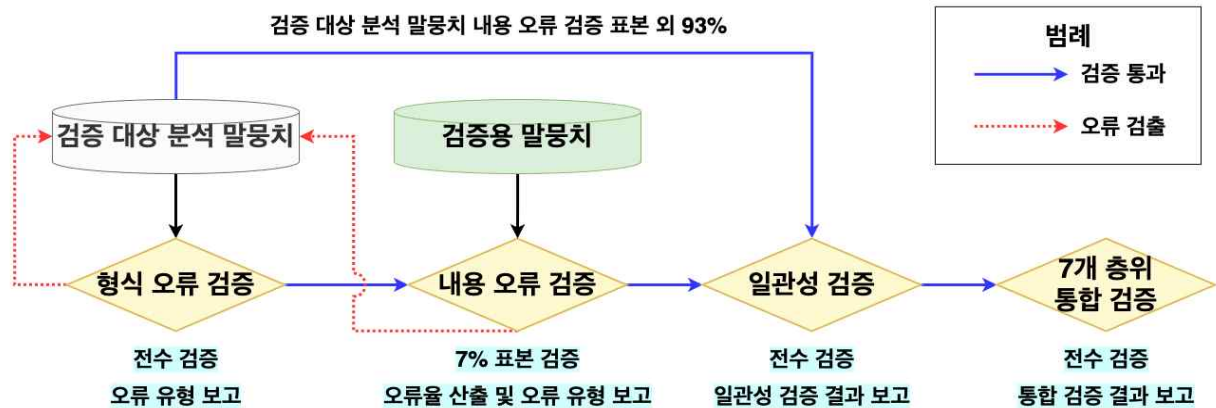 검증 대상 분석 말뭉치 내용 오류 검증 표본 외 93%
범례
검증 통과
오류 검출
검증 대상 분석 말뭉치
검증용 말뭉치
형식 오류 검증
내용 오류 검증
일관성 검증
7개 층위
통합 검증
전수 검증
오류 유형 보고
7% 표본 검증
오류율 산출 및 오류 유형 보고
전수 검증
일관성 검증 결과 보고
전수 검증
통합 검증 결과 보고